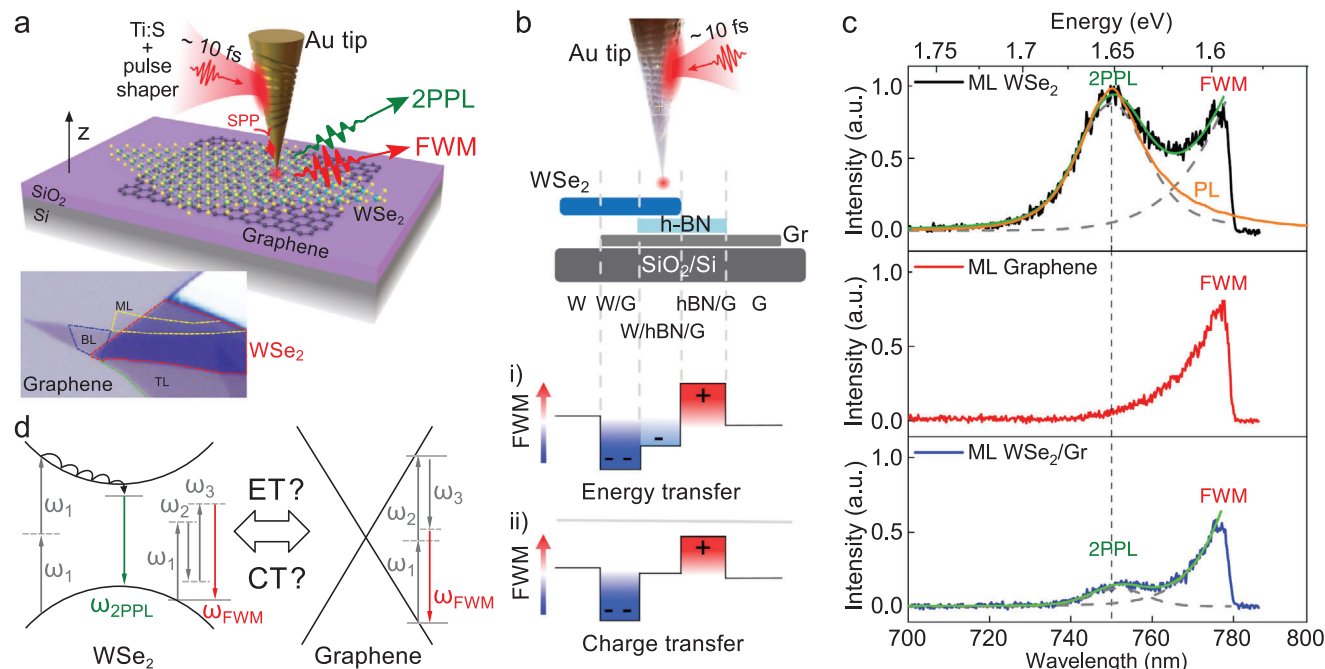 a
Ti:S
+
pulse
shaper
~ 10 fs
Au tip
SPP
2PPL
FWM
z
SiO₂
Si
Graphene
WSe₂
ML
BL
TL
WSe₂
Graphene
b
Au tip
~ 10 fs
WSe₂
h-BN
Gr
SiO₂/Si
W W/G hBN/G G
W/hBN/G
i)
FWM
- -
-
+
Energy transfer
ii)
FWM
- -
+
Charge transfer
c
Energy (eV)
1.75 1.7 1.65 1.6
ML WSe₂
2PPL
FWM
PL
Intensity (a.u.)
1.0
0.5
0.0
ML Graphene
FWM
Intensity (a.u.)
1.0
0.5
0.0
ML WSe₂/Gr
2PPL
FWM
Intensity (a.u.)
1.0
0.5
0.0
700 720 740 760 780 800
Wavelength (nm)
d
ω₁
ω₁
ω₂PPL
ω₁
ω₂
ω₃
ωFWM
WSe₂
ET?
CT?
ω₂
ω₁
ω₃
ωFWM
Graphene